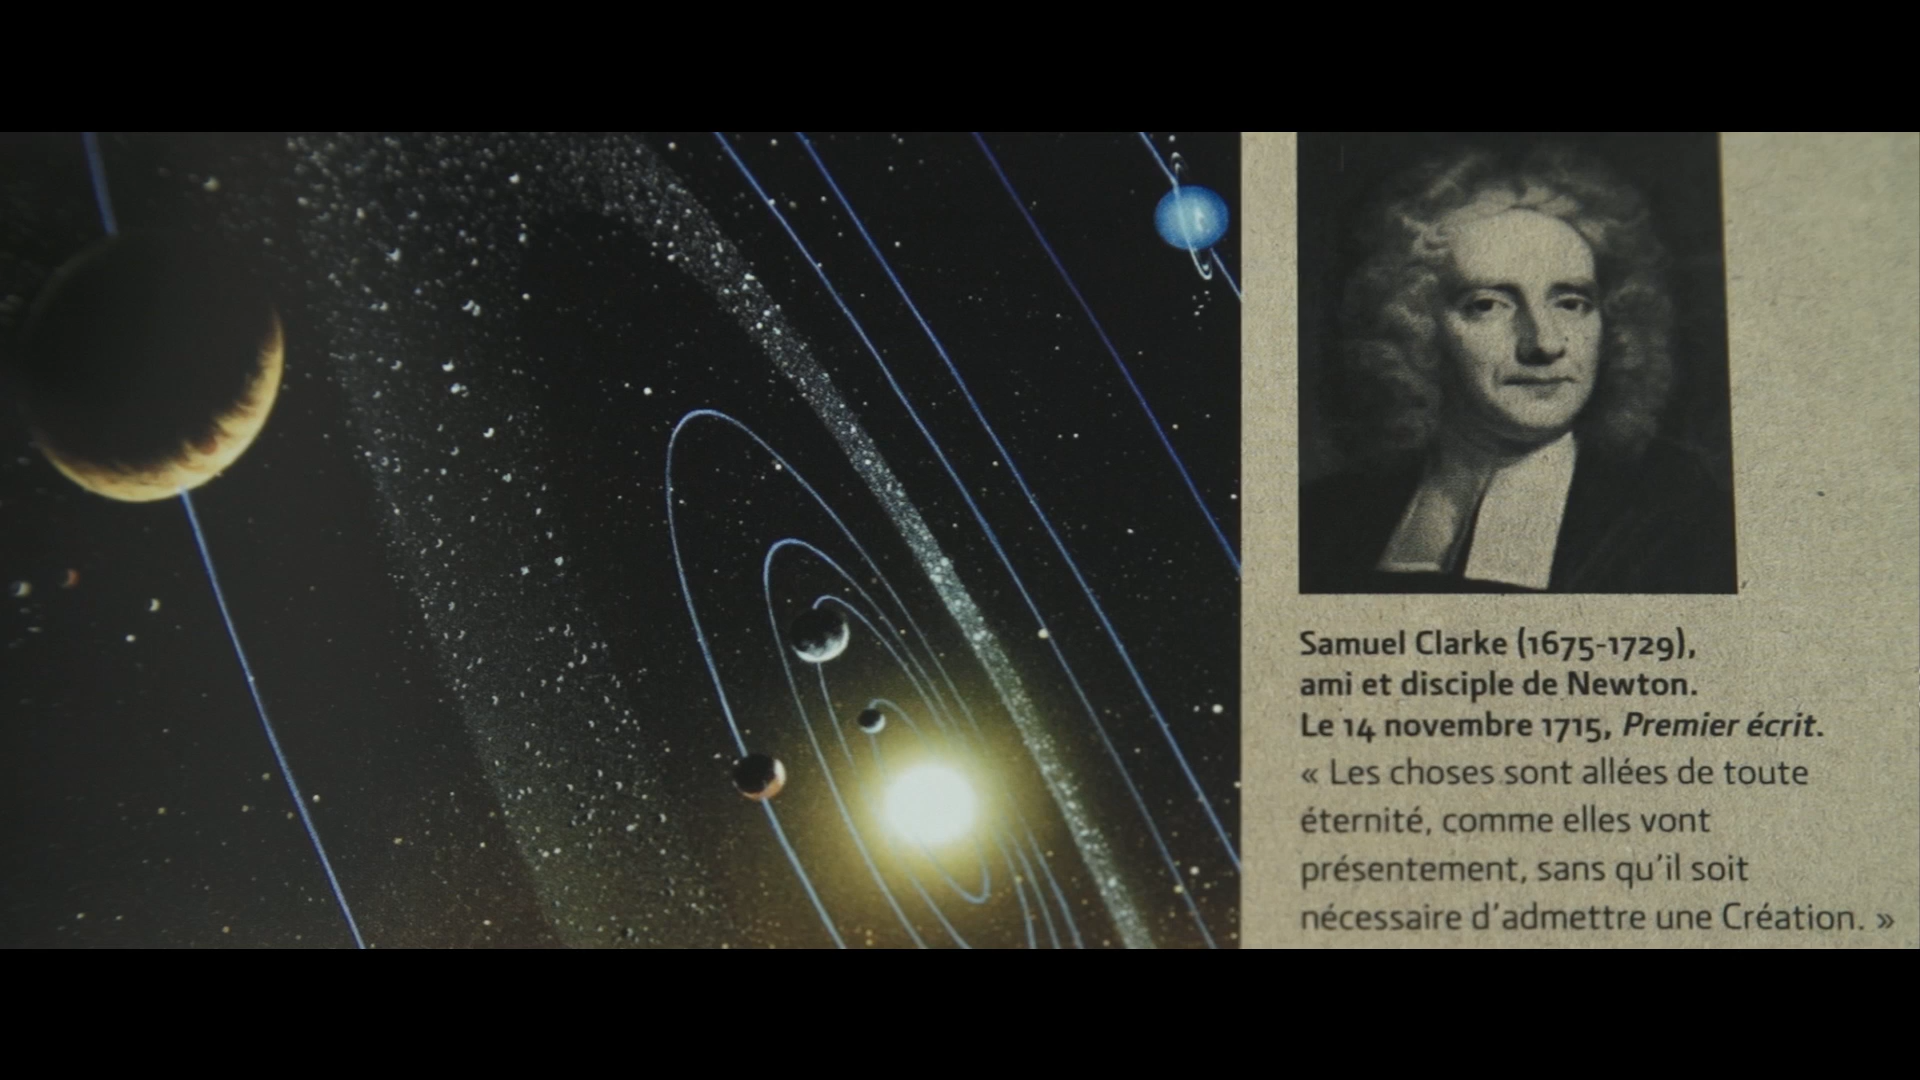 Samuel Clarke (1675-1729),
ami et disciple de Newton.
Le 14 novembre 1715, Premier écrit.
« Les choses sont allées de toute
éternité, comme elles vont
présentement, sans qu'il soit
nécessaire d'admettre une Création. »